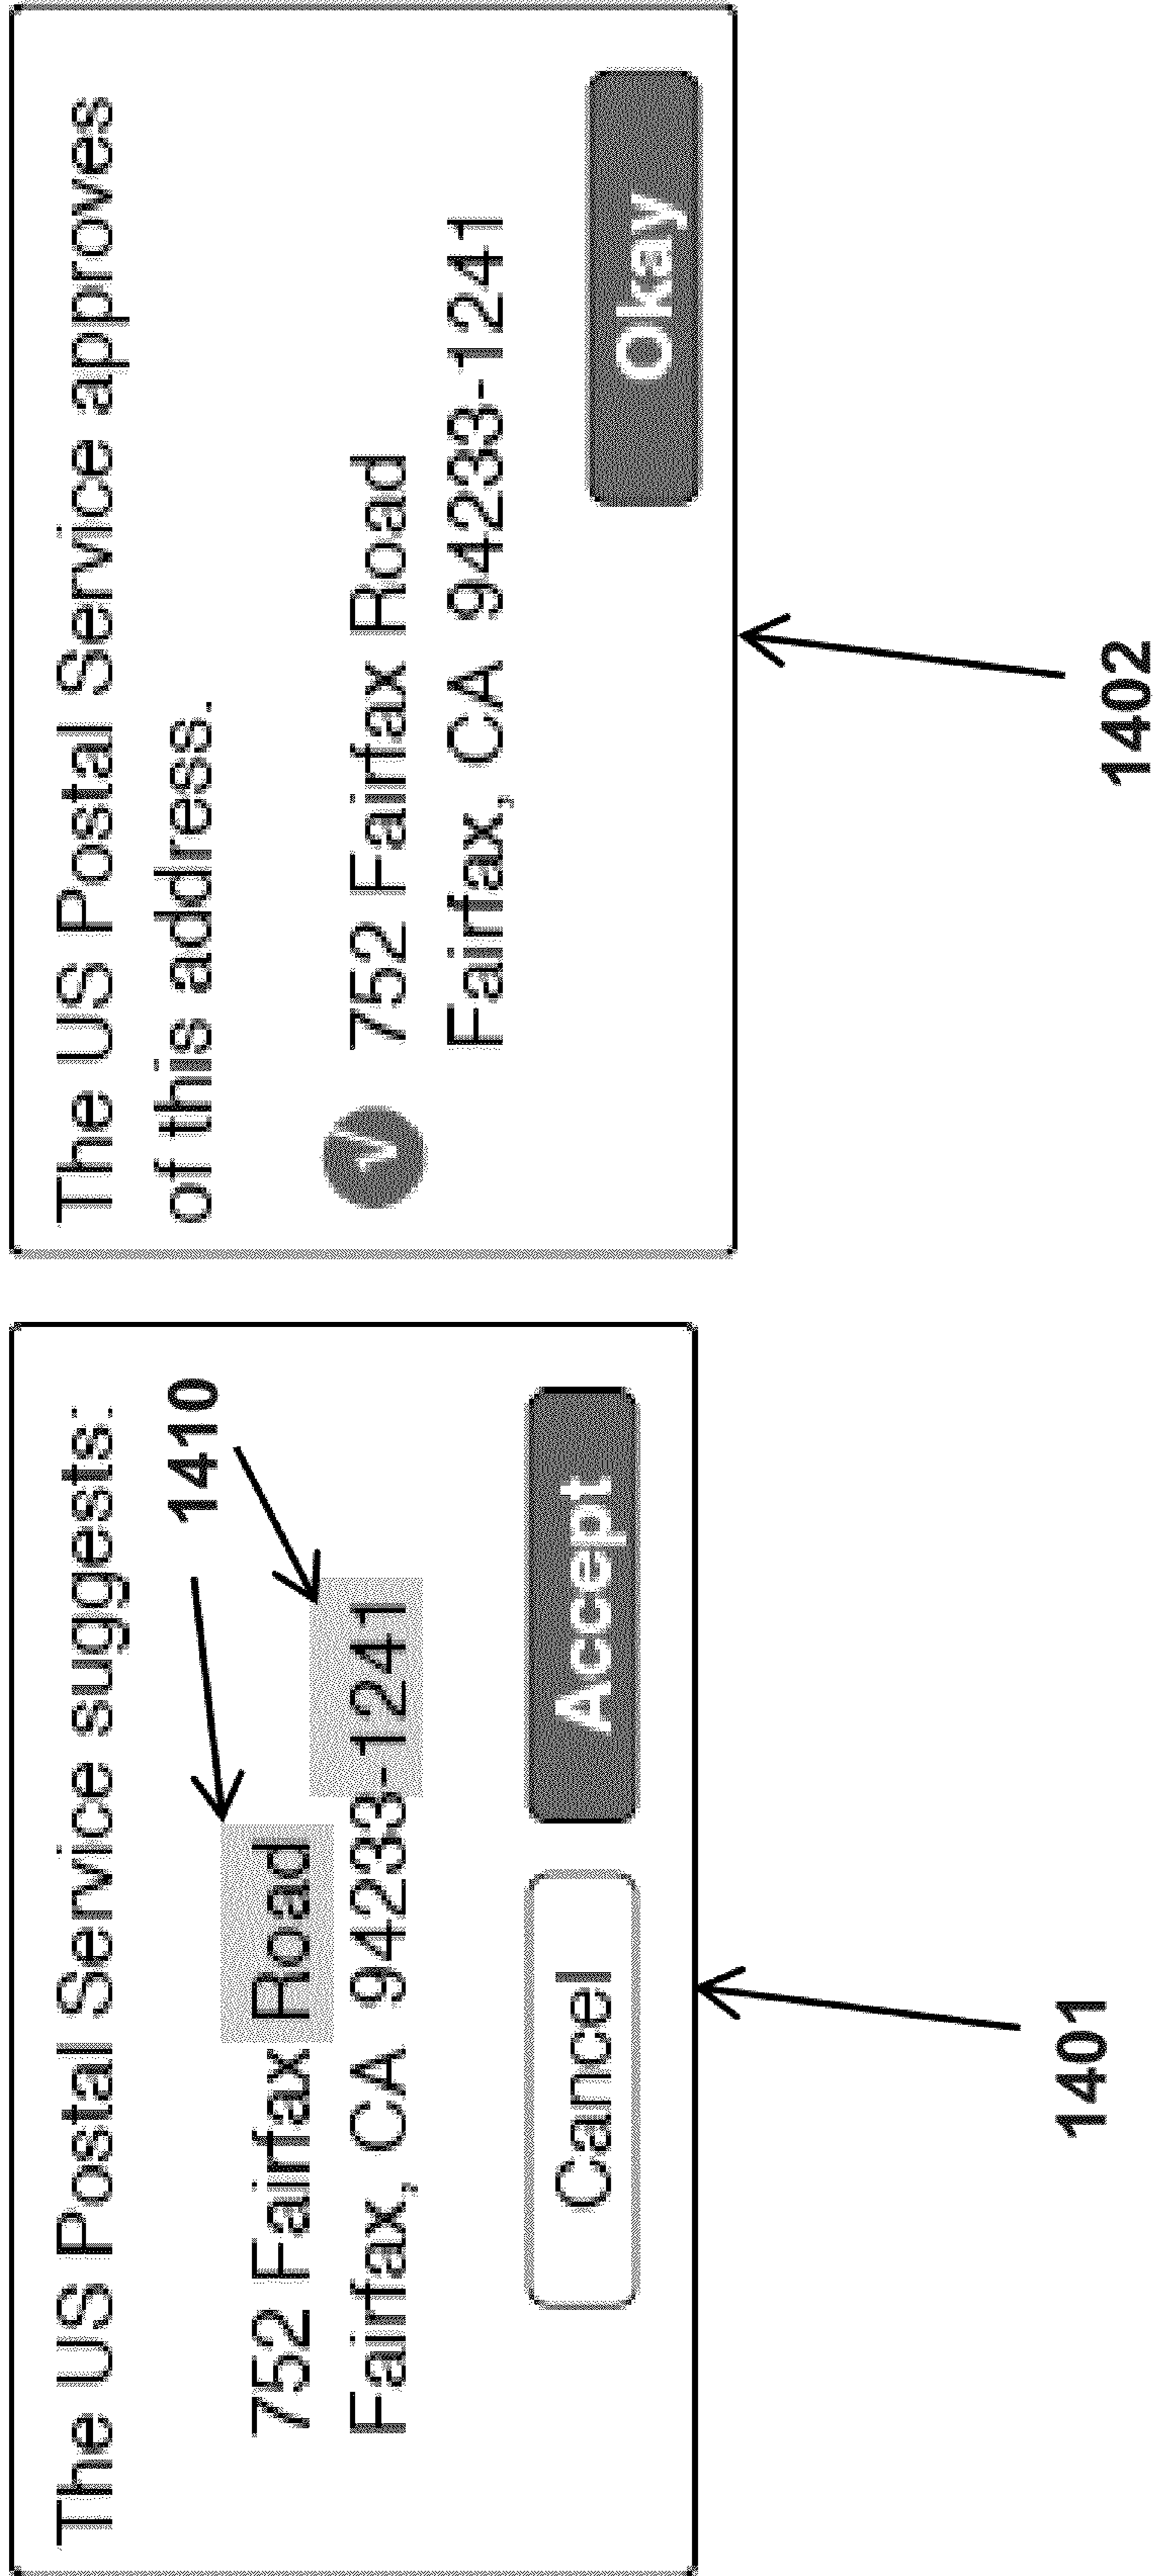 The US Postal Service suggests:
1410
752 Fairfax Road
Fairfax, CA 94233-1241
Cancel
Accept
1401
The US Postal Service approves
of this address.
√
752 Fairfax Road
Fairfax, CA 94233-1241
Okay
1402